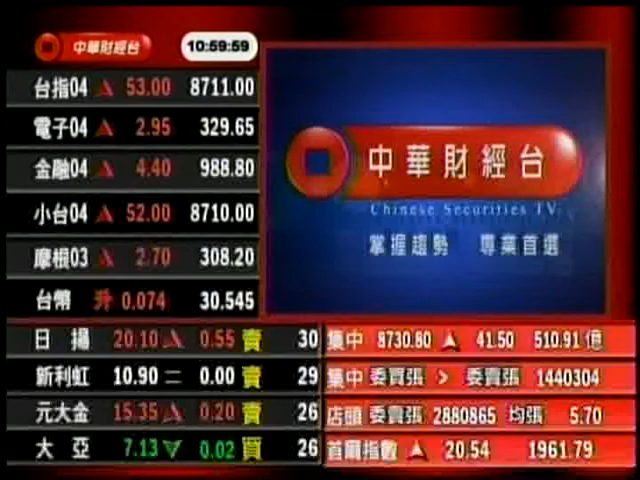 中華財經台 10:59:59
台指04 ▲ 53.00 8711.00
電子04 ▲ 2.95 329.65
金融04 ▲ 4.40 988.80
小台04 ▲ 52.00 8710.00
摩根03 ▲ 2.70 308.20
台幣 升 0.074 30.545
中華財經台
Chinese Securities TV
掌握趨勢 專業首選
日揚 20.10 △ 0.55 賣 30
新利虹 10.90 = 0.00 賣 29
元大金 15.35 △ 0.20 賣 26
大亞 7.13 ▽ 0.02 買 26
集中 8730.80 ▲ 41.50 510.91億
集中 委買張 > 委賣張 1440304
店頭 委賣張 2880865 均張 5.70
首爾指數 ▲ 20.54 1961.79